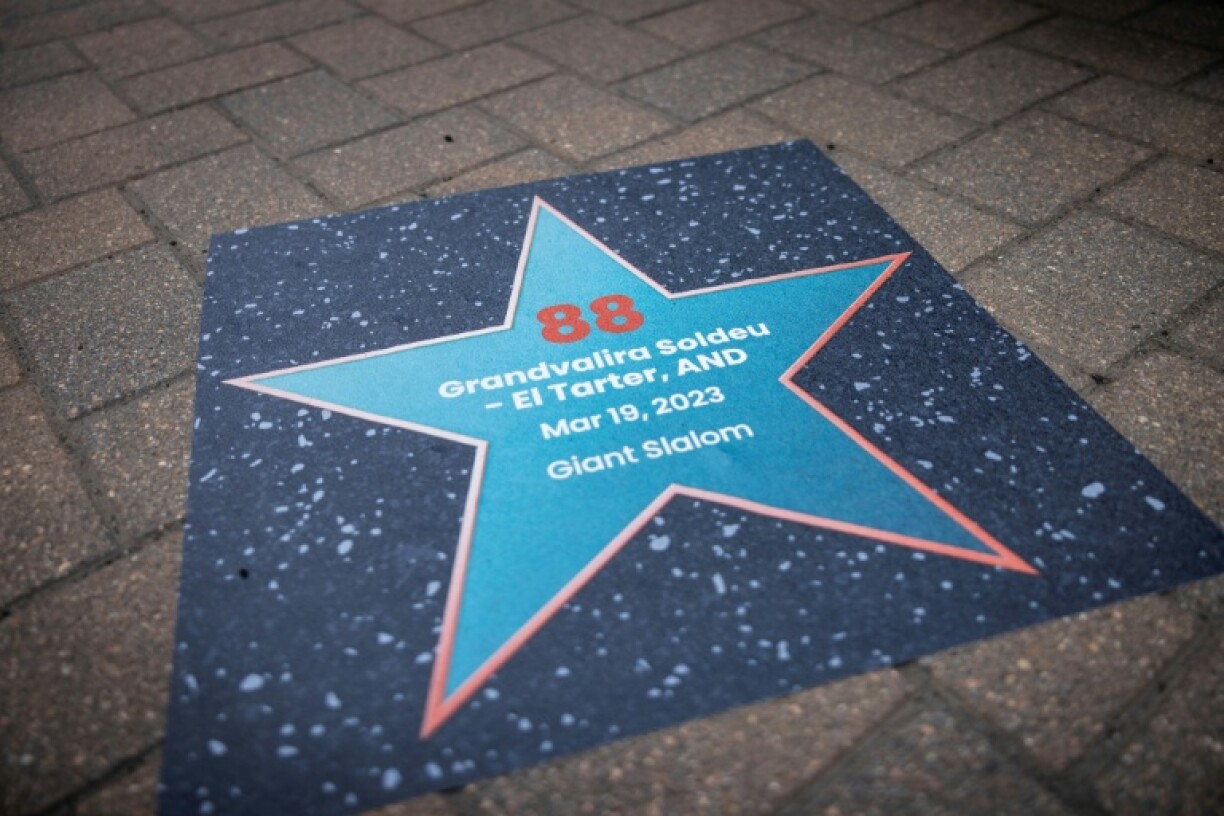 88
Grandvalira Soldeu
– El Tarter, AND
Mar 19, 2023
Giant Slalom